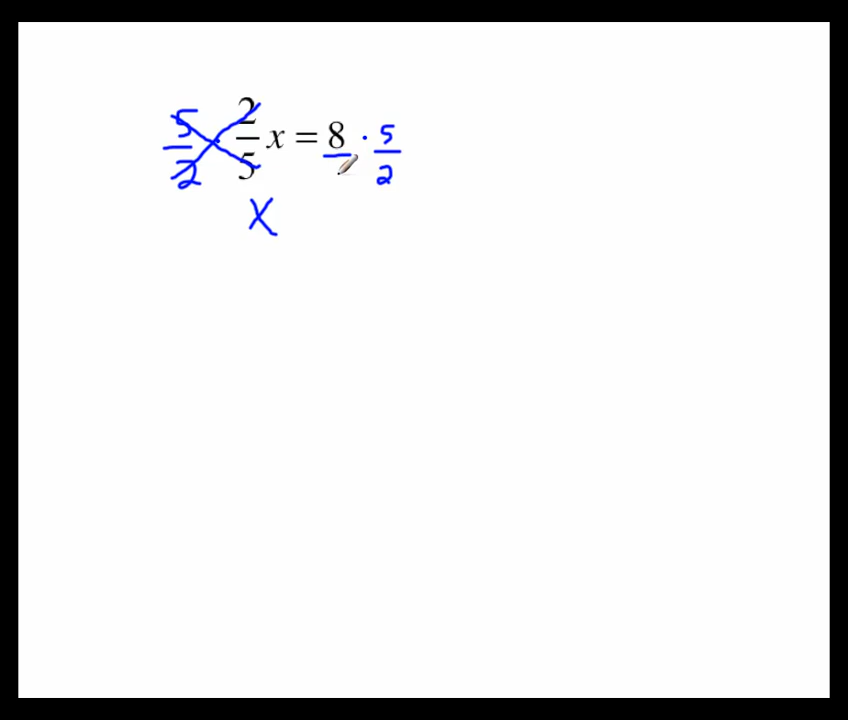 5/2 · 2/5 x = 8 · 5/2
x